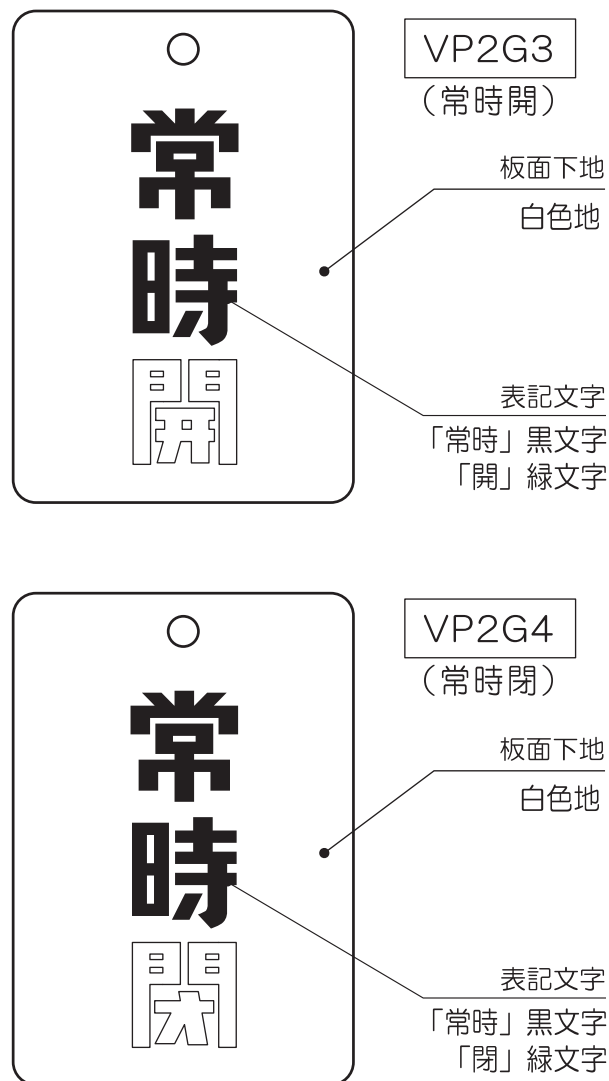 常時開
VP2G3
（常時開）
板面下地
白色地
表記文字
「常時」黒文字
「開」緑文字
常時閉
VP2G4
（常時閉）
板面下地
白色地
表記文字
「常時」黒文字
「閉」緑文字